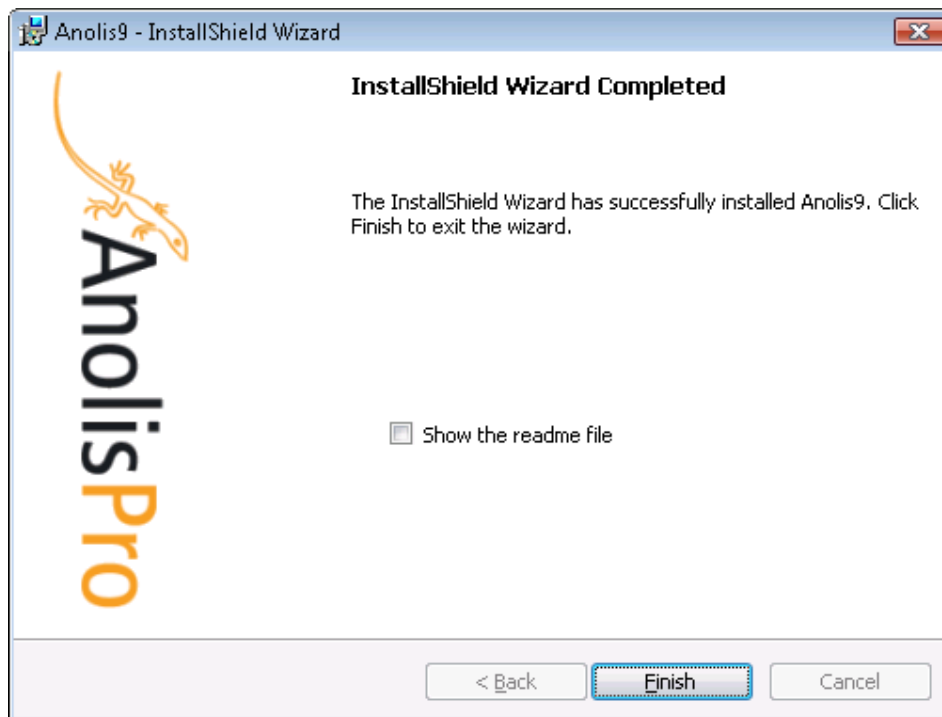 Anolis9 - InstallShield Wizard
InstallShield Wizard Completed
The InstallShield Wizard has successfully installed Anolis9. Click
Finish to exit the wizard.
AnolisPro
Show the readme file
< Back
Finish
Cancel